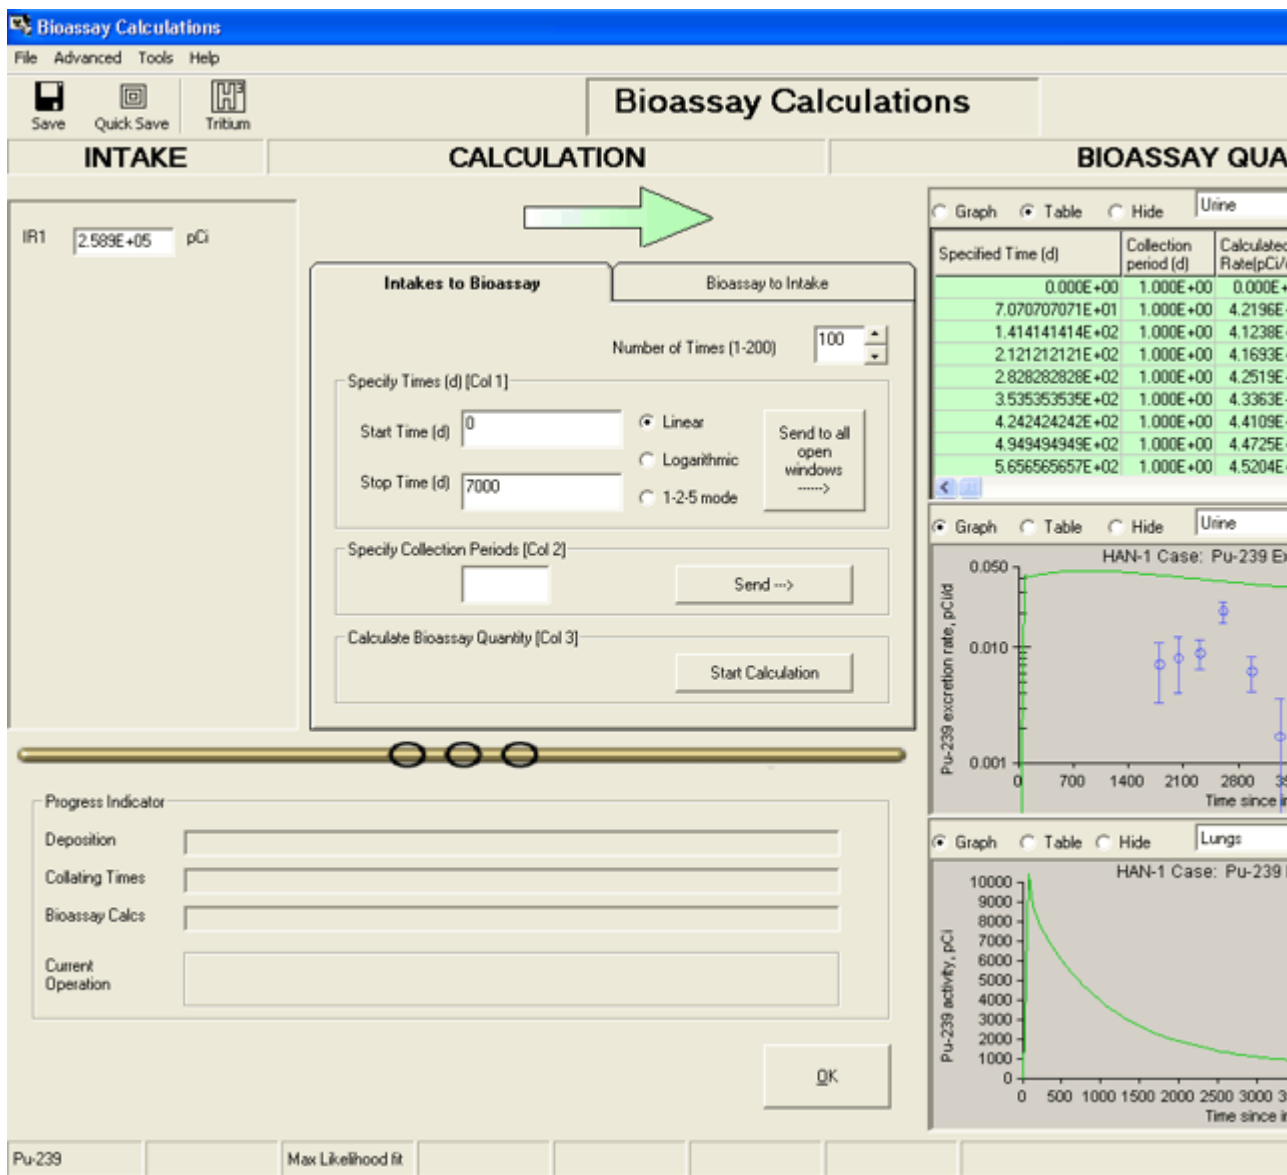 Bioassay Calculations
File Advanced Tools Help
Save Quick Save Tritium
Bioassay Calculations
INTAKE CALCULATION BIOASSAY QUA
IR1 2.589E+05 pCi
Intakes to Bioassay Bioassay to Intake
Number of Times (1-200) 100
Specify Times (d) [Col 1]
Start Time (d) 0
Stop Time (d) 7000
Linear
Logarithmic
1-2-5 mode
Send to all
open
windows
------>
Specify Collection Periods [Col 2]
Send --->
Calculate Bioassay Quantity [Col 3]
Start Calculation
Progress Indicator
Deposition
Collating Times
Bioassay Calcs
Current
Operation
OK
Graph Table Hide Urine
Specified Time (d) Collection period (d) Calculated Rate(pCi/
0.000E+00 1.000E+00 0.000E+
7.070707071E+01 1.000E+00 4.2196E
1.414141414E+02 1.000E+00 4.1238E
2.121212121E+02 1.000E+00 4.1693E
2.828282828E+02 1.000E+00 4.2519E
3.535353535E+02 1.000E+00 4.3363E
4.242424242E+02 1.000E+00 4.4109E
4.949494949E+02 1.000E+00 4.4725E
5.656565657E+02 1.000E+00 4.5204E
Graph Table Hide Urine
HAN-1 Case: Pu-239 Ex
Pu-239 excretion rate, pCi/d
0.050
0.010
0.001
0 700 1400 2100 2800 35
Time since in
Graph Table Hide Lungs
HAN-1 Case: Pu-239
Pu-239 activity, pCi
10000
9000
8000
7000
6000
5000
4000
3000
2000
1000
0
0 500 1000 1500 2000 2500 3000 3
Time since in
Pu-239 Max Likelihood fit